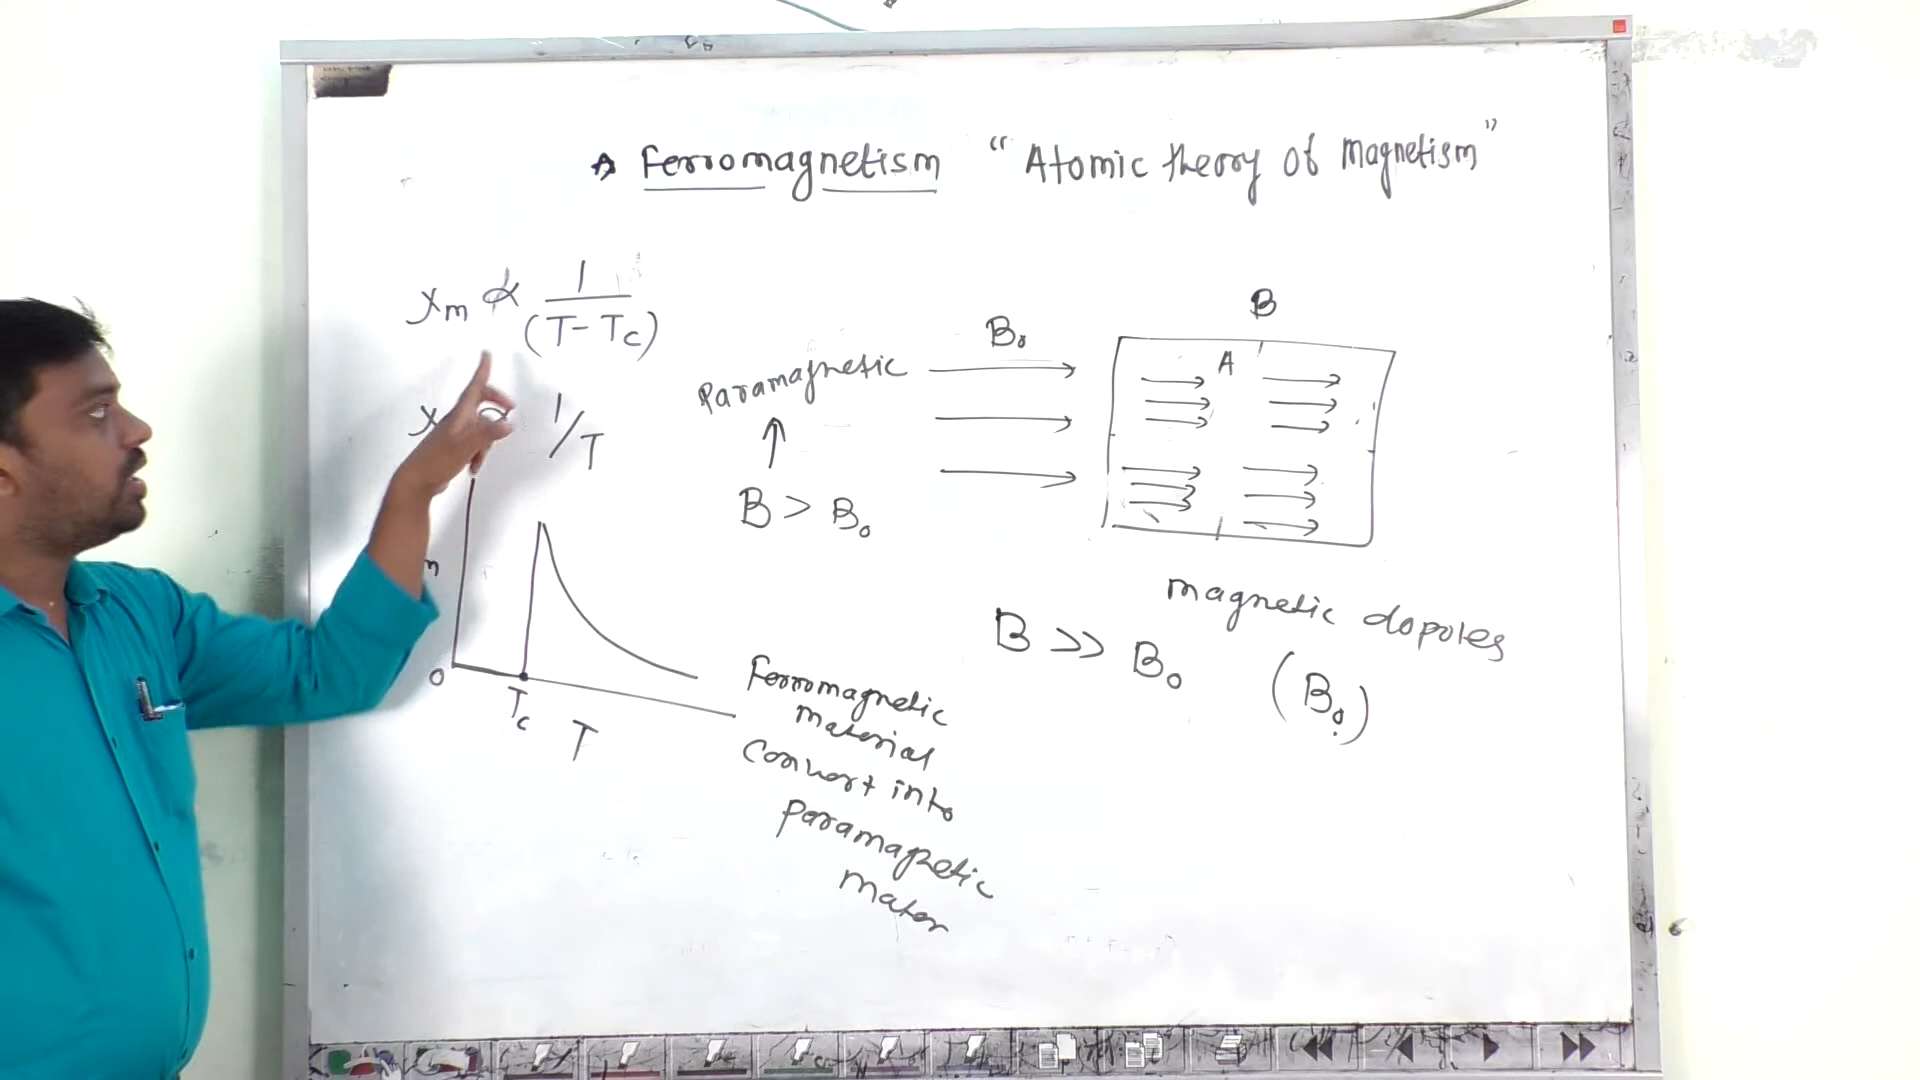 Ferromagnetism “Atomic theory of Magnetism”
χm ∝ 1/(T - Tc)
χ ∝ 1/T
m
0
Tc
T
Paramagnetic
↑
B > B₀
B₀
B
A
magnetic dopoles
B >> B₀ (B₀)
Ferromagnetic
material
Convert into
paramagnetic
mater